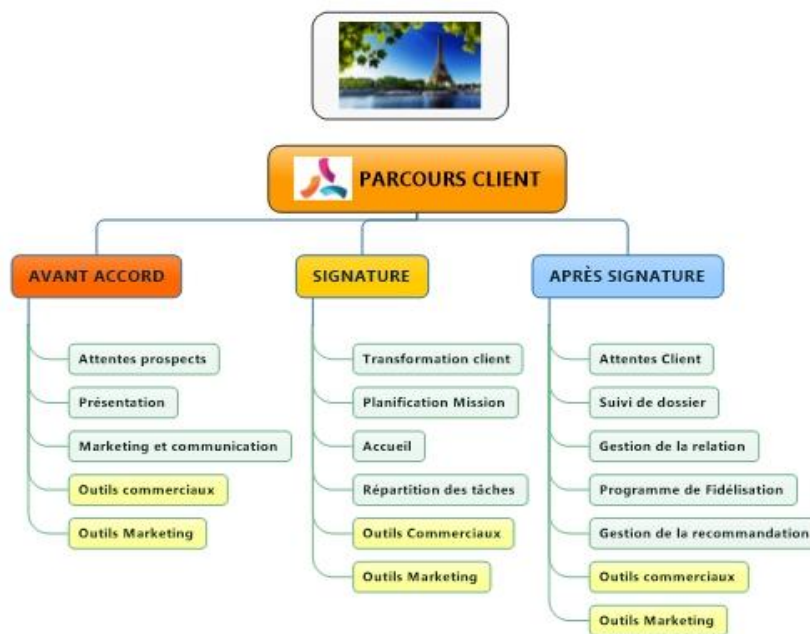 PARCOURS CLIENT
AVANT ACCORD
Attentes prospects
Présentation
Marketing et communication
Outils commerciaux
Outils Marketing
SIGNATURE
Transformation client
Planification Mission
Accueil
Répartition des tâches
Outils Commerciaux
Outils Marketing
APRÈS SIGNATURE
Attentes Client
Suivi de dossier
Gestion de la relation
Programme de Fidélisation
Gestion de la recommandation
Outils commerciaux
Outils Marketing